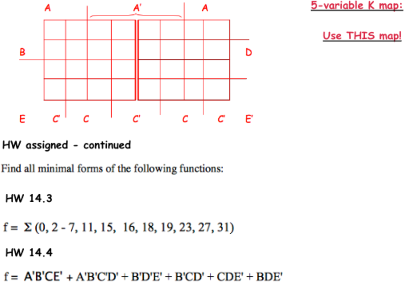 A A' A 5-variable K map:
Use THIS map!
B D
E C' C C' C C' E'
HW assigned - continued
Find all minimal forms of the following functions:
HW 14.3
f = Σ (0, 2 - 7, 11, 15, 16, 18, 19, 23, 27, 31)
HW 14.4
f = A'B'CE' + A'B'C'D' + B'D'E' + B'CD' + CDE' + BDE'